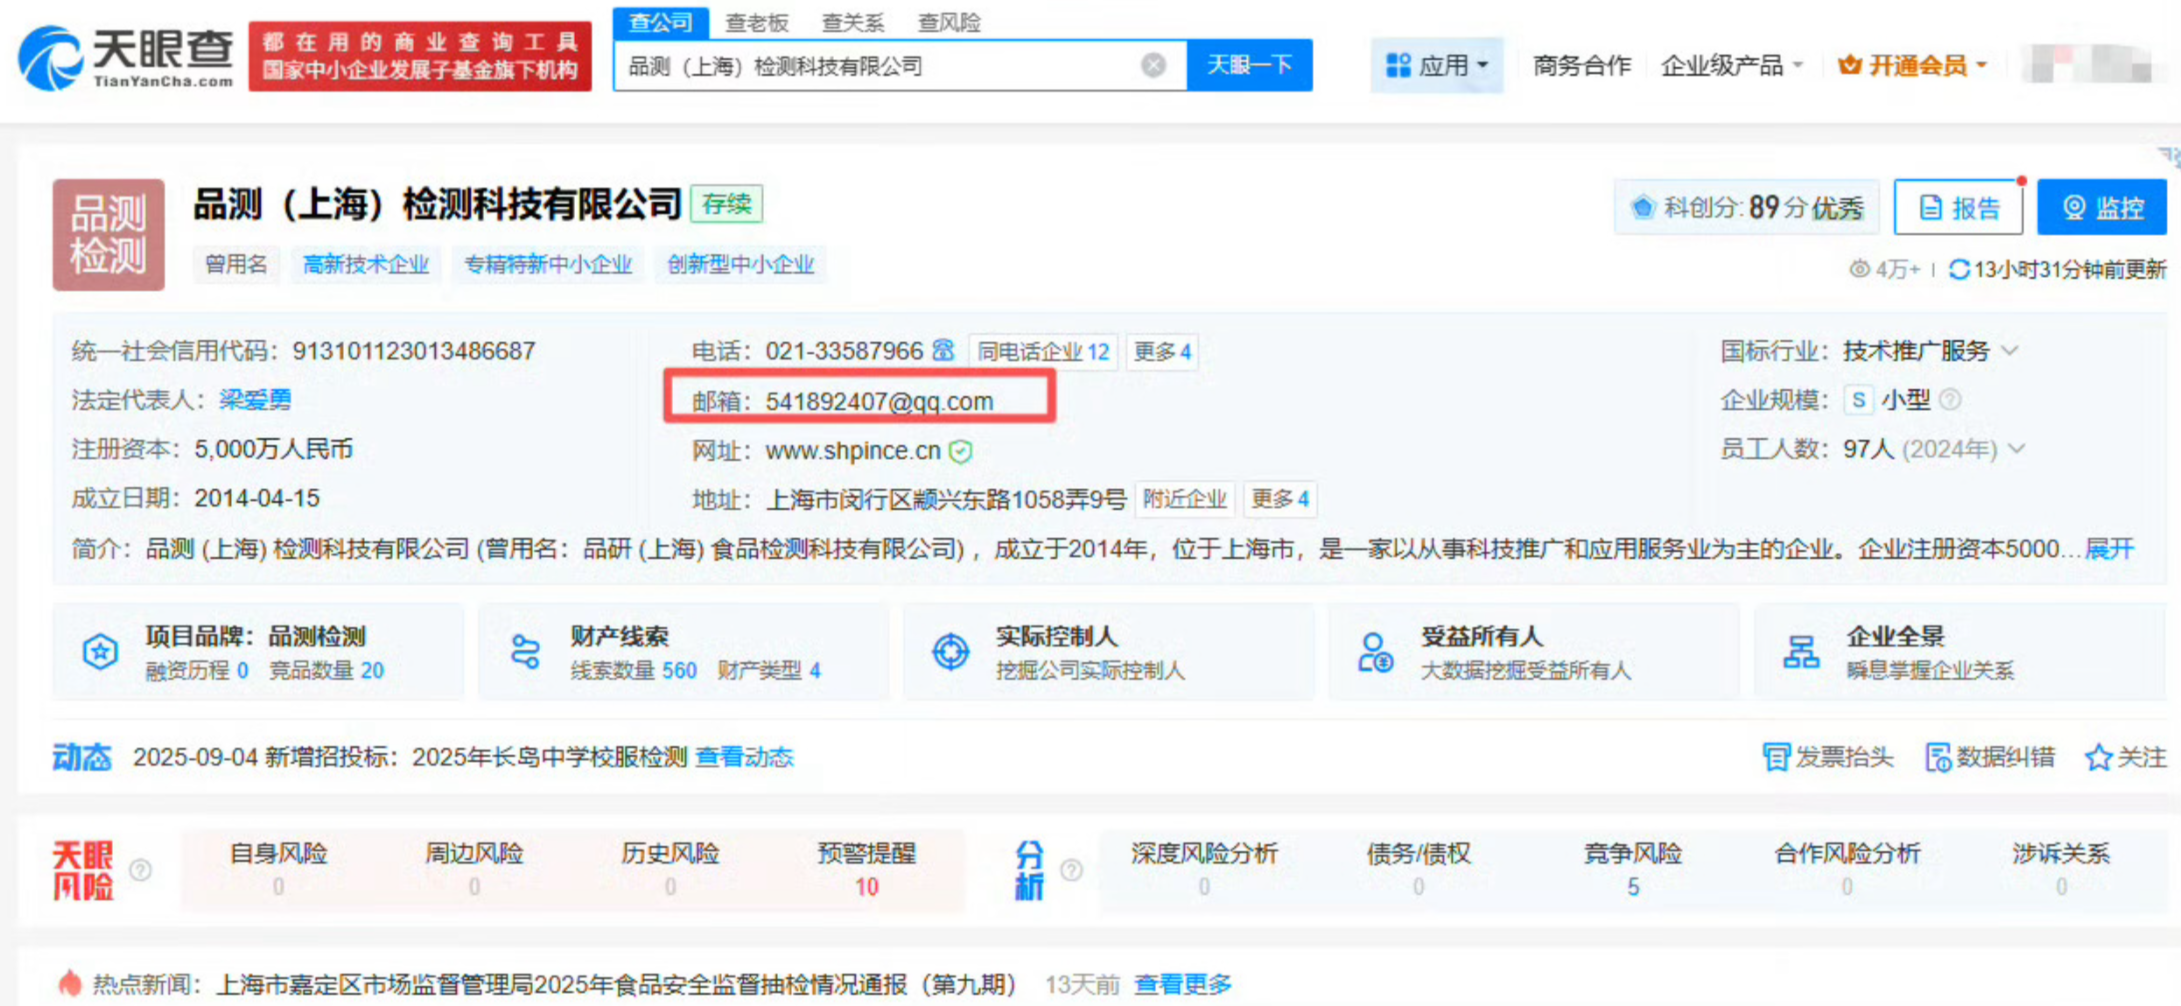 查公司 查老板 查关系 查风险
天眼查 TianYanCha.com
都在用的商业查询工具
国家中小企业发展子基金旗下机构
品测（上海）检测科技有限公司 天眼一下
应用 商务合作 企业级产品 开通会员
品测检测
品测（上海）检测科技有限公司 存续
科创分:89分优秀 报告 监控
曾用名 高新技术企业 专精特新中小企业 创新型中小企业
4万+ 13小时31分钟前更新
统一社会信用代码：913101123013486687 电话：021-33587966 同电话企业12 更多4 国标行业：技术推广服务
法定代表人：梁爱勇 邮箱：541892407@qq.com 企业规模：S 小型
注册资本：5,000万人民币 网址：www.shpince.cn 员工人数：97人 (2024年)
成立日期：2014-04-15 地址：上海市闵行区颛兴东路1058弄9号 附近企业 更多4
简介：品测 (上海) 检测科技有限公司 (曾用名：品研 (上海) 食品检测科技有限公司) ，成立于2014年，位于上海市，是一家以从事科技推广和应用服务业为主的企业。企业注册资本5000...展开
项目品牌：品测检测 财产线索 实际控制人 受益所有人 企业全景
融资历程 0 竞品数量 20 线索数量 560 财产类型 4 挖掘公司实际控制人 大数据挖掘受益所有人 瞬息掌握企业关系
动态 2025-09-04 新增招投标：2025年长岛中学校服检测 查看动态 发票抬头 数据纠错 关注
天眼风险 自身风险 周边风险 历史风险 预警提醒 分析 深度风险分析 债务/债权 竞争风险 合作风险分析 涉诉关系
0 0 0 10 0 0 5 0 0
热点新闻：上海市嘉定区市场监督管理局2025年食品安全监督抽检情况通报（第九期） 13天前 查看更多